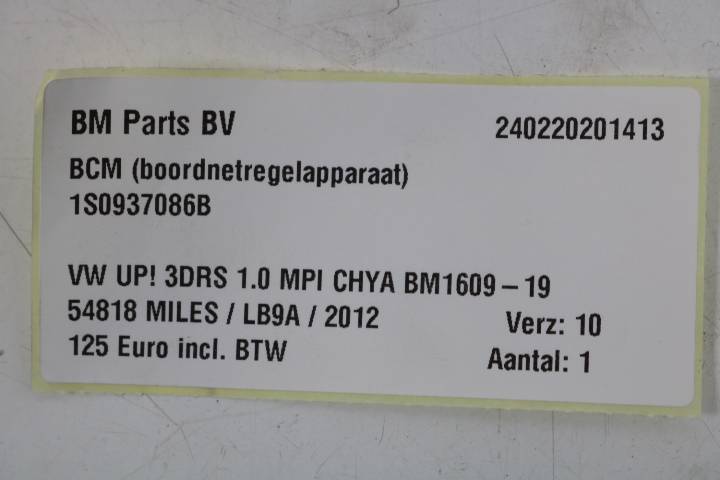 BM Parts BV 240220201413
BCM (boordnetregelapparaat)
1S0937086B
VW UP! 3DRS 1.0 MPI CHYA BM1609 – 19
54818 MILES / LB9A / 2012 Verz: 10
125 Euro incl. BTW Aantal: 1